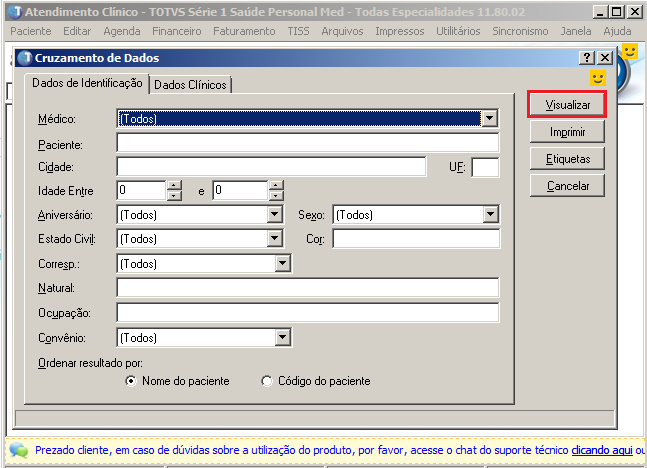 Atendimento Clínico - TOTVS Série 1 Saúde Personal Med - Todas Especialidades 11.80.02
Paciente Editar Agenda Financeiro Faturamento TISS Arquivos Impressos Utilitários Sincronismo Janela Ajuda
Cruzamento de Dados
Dados de Identificação Dados Clínicos
Médico: (Todos) Visualizar
Paciente: Imprimir
Cidade: UF: Etiquetas
Idade Entre 0 e 0 Cancelar
Aniversário: (Todos) Sexo: (Todos)
Estado Civil: (Todos) Cor:
Corresp.: (Todos)
Natural:
Ocupação:
Convênio: (Todos)
Ordenar resultado por:
Nome do paciente Código do paciente
Prezado cliente, em caso de dúvidas sobre a utilização do produto, por favor, acesse o chat do suporte técnico clicando aqui ou